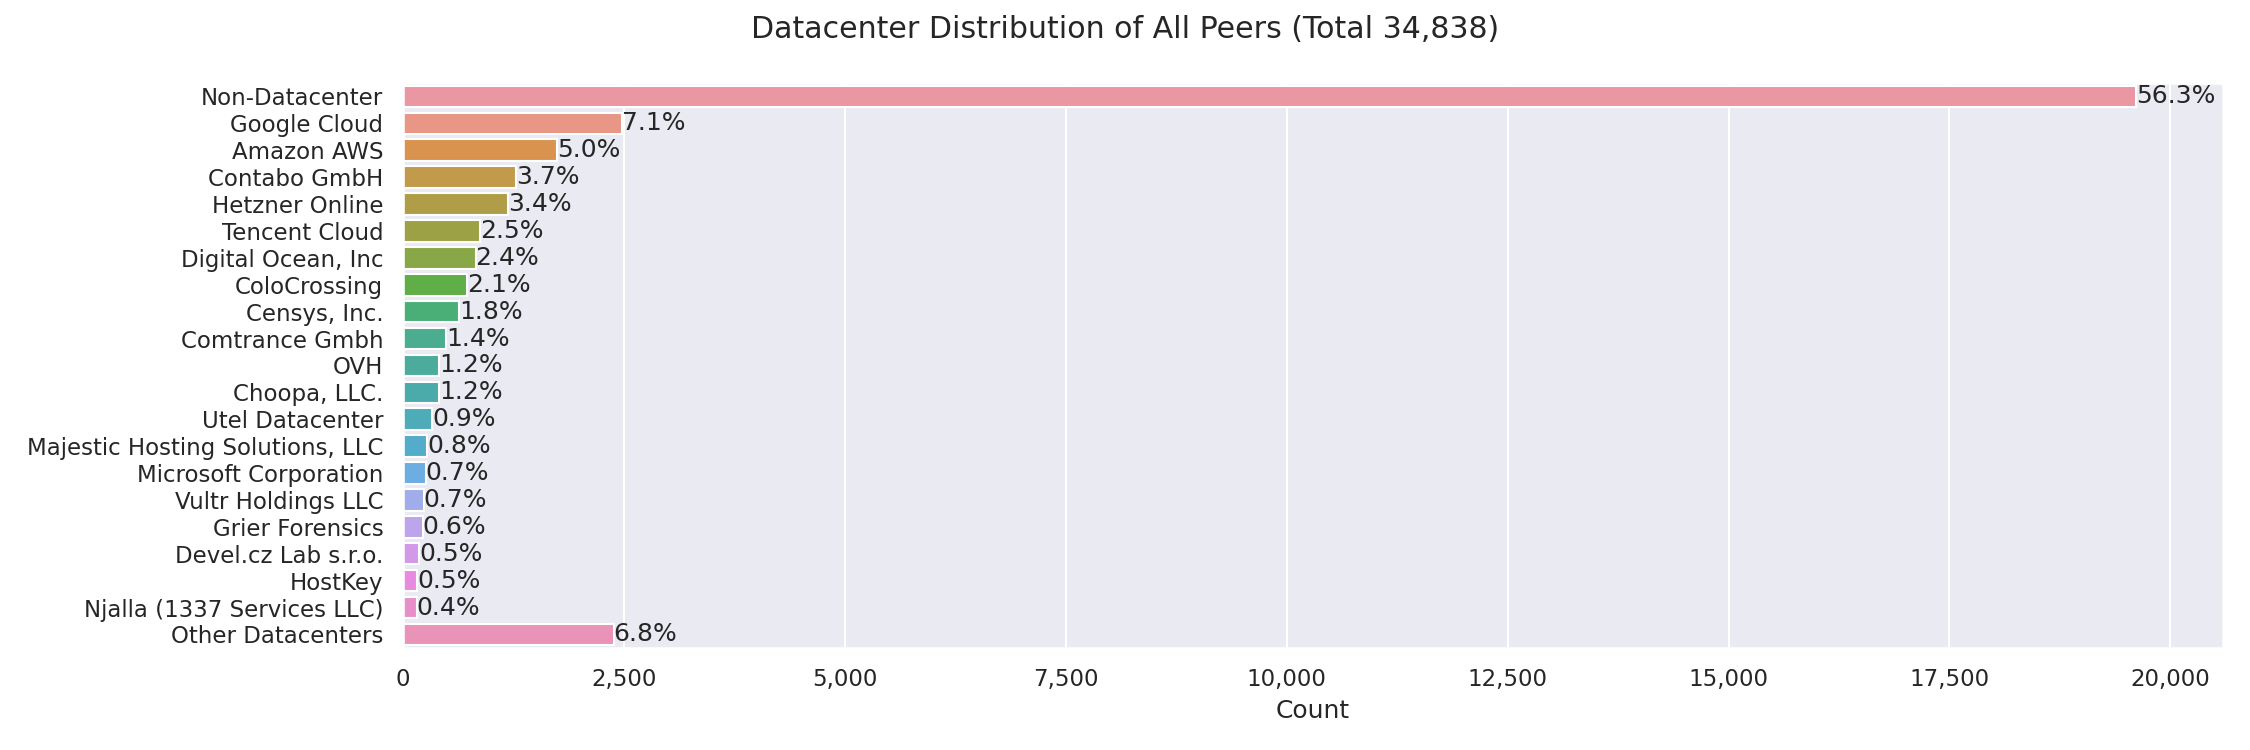 Datacenter Distribution of All Peers (Total 34,838)
Non-Datacenter 56.3%
Google Cloud 7.1%
Amazon AWS 5.0%
Contabo GmbH 3.7%
Hetzner Online 3.4%
Tencent Cloud 2.5%
Digital Ocean, Inc 2.4%
ColoCrossing 2.1%
Censys, Inc. 1.8%
Comtrance Gmbh 1.4%
OVH 1.2%
Choopa, LLC. 1.2%
Utel Datacenter 0.9%
Majestic Hosting Solutions, LLC 0.8%
Microsoft Corporation 0.7%
Vultr Holdings LLC 0.7%
Grier Forensics 0.6%
Devel.cz Lab s.r.o. 0.5%
HostKey 0.5%
Njalla (1337 Services LLC) 0.4%
Other Datacenters 6.8%
0 2,500 5,000 7,500 10,000 12,500 15,000 17,500 20,000
Count